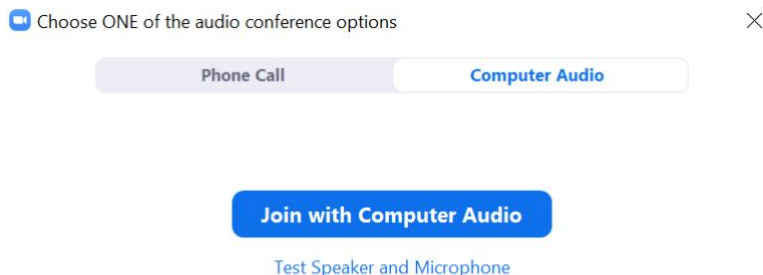 Choose ONE of the audio conference options
Phone Call
Computer Audio
Join with Computer Audio
Test Speaker and Microphone